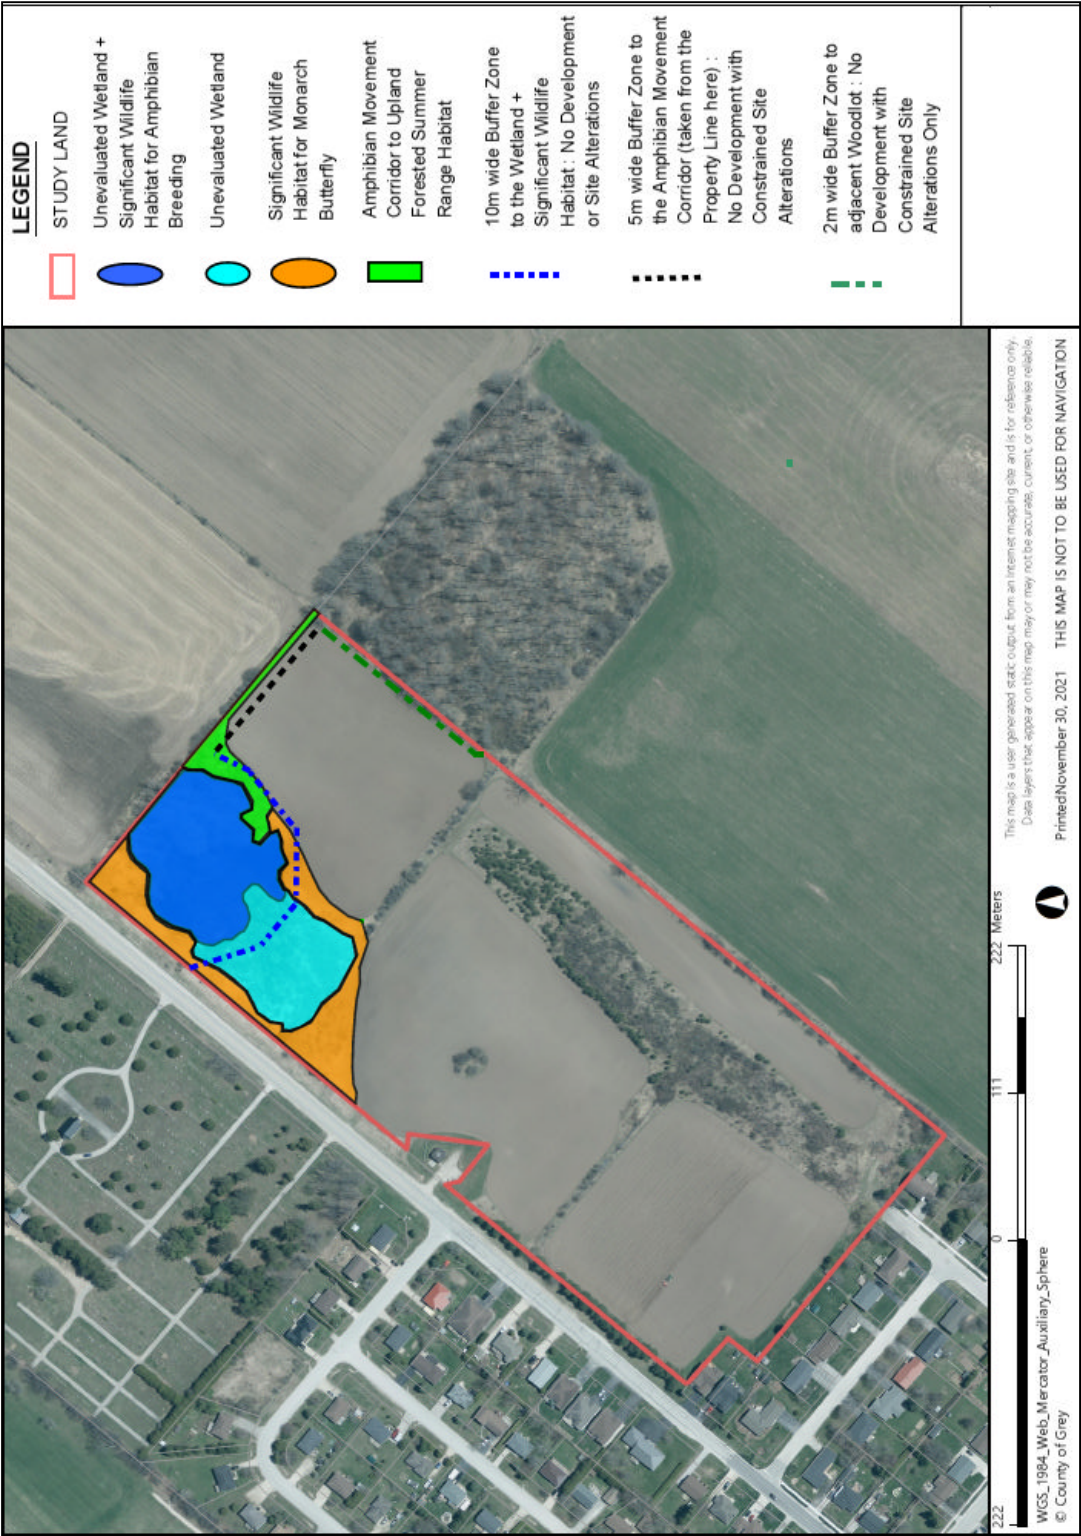 LEGEND
STUDY LAND
Unevaluated Wetland +
Significant Wildlife
Habitat for Amphibian
Breeding
Unevaluated Wetland
Significant Wildlife
Habitat for Monarch
Butterfly
Amphibian Movement
Corridor to Upland
Forested Summer
Range Habitat
10m wide Buffer Zone
to the Wetland +
Significant Wildlife
Habitat : No Development
or Site Alterations
5m wide Buffer Zone to
the Amphibian Movement
Corridor (taken from the
Property Line here) :
No Development with
Constrained Site
Alterations
2m wide Buffer Zone to
adjacent Woodlot : No
Development with
Constrained Site
Alterations Only
222
0
111
222 Meters
WGS_1984_Web_Mercator_Auxiliary_Sphere
© County of Grey
This map is a user generated static output from an Internet mapping site and is for reference only.
Data layers that appear on this map may or may not be accurate, current, or otherwise reliable.
Printed November 30, 2021
THIS MAP IS NOT TO BE USED FOR NAVIGATION